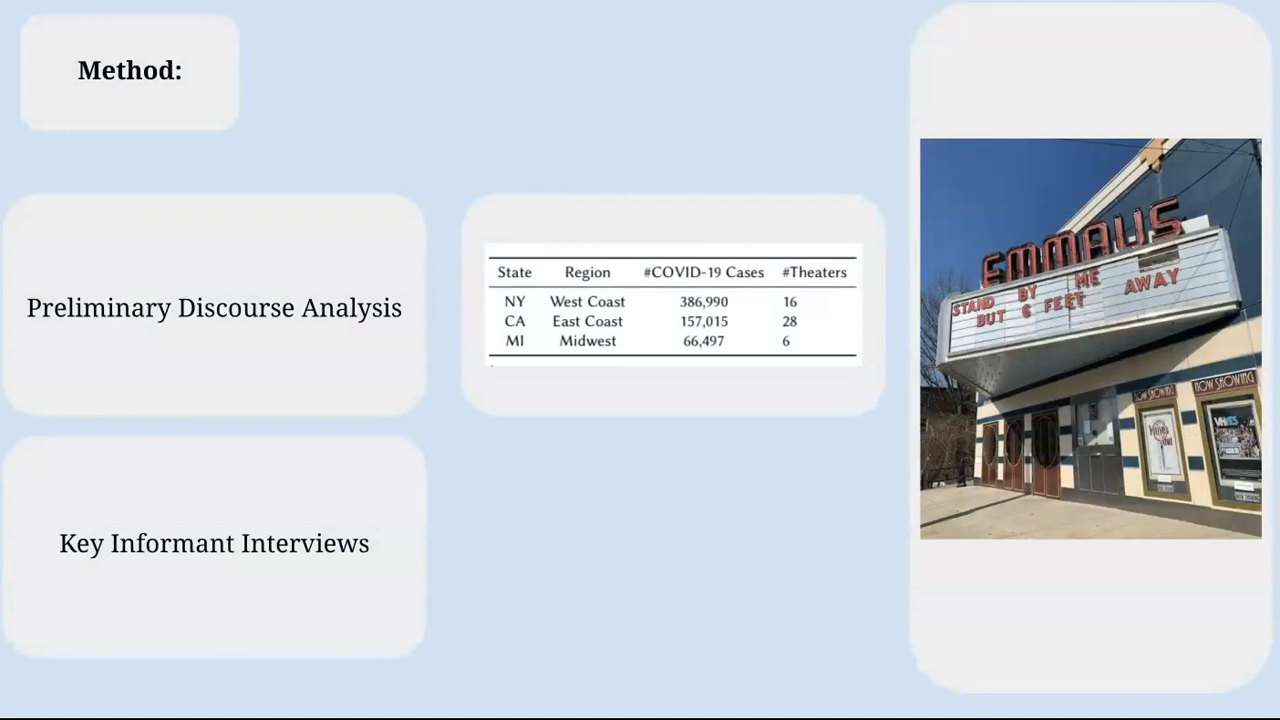 Method:
Preliminary Discourse Analysis
State Region #COVID-19 Cases #Theaters
NY West Coast 386,990 16
CA East Coast 157,015 28
MI Midwest 66,497 6
Key Informant Interviews
EMMAUS
STAND BY ME
BUT 6 FEET AWAY
NOW SHOWING
NOW SHOWING
VHYES